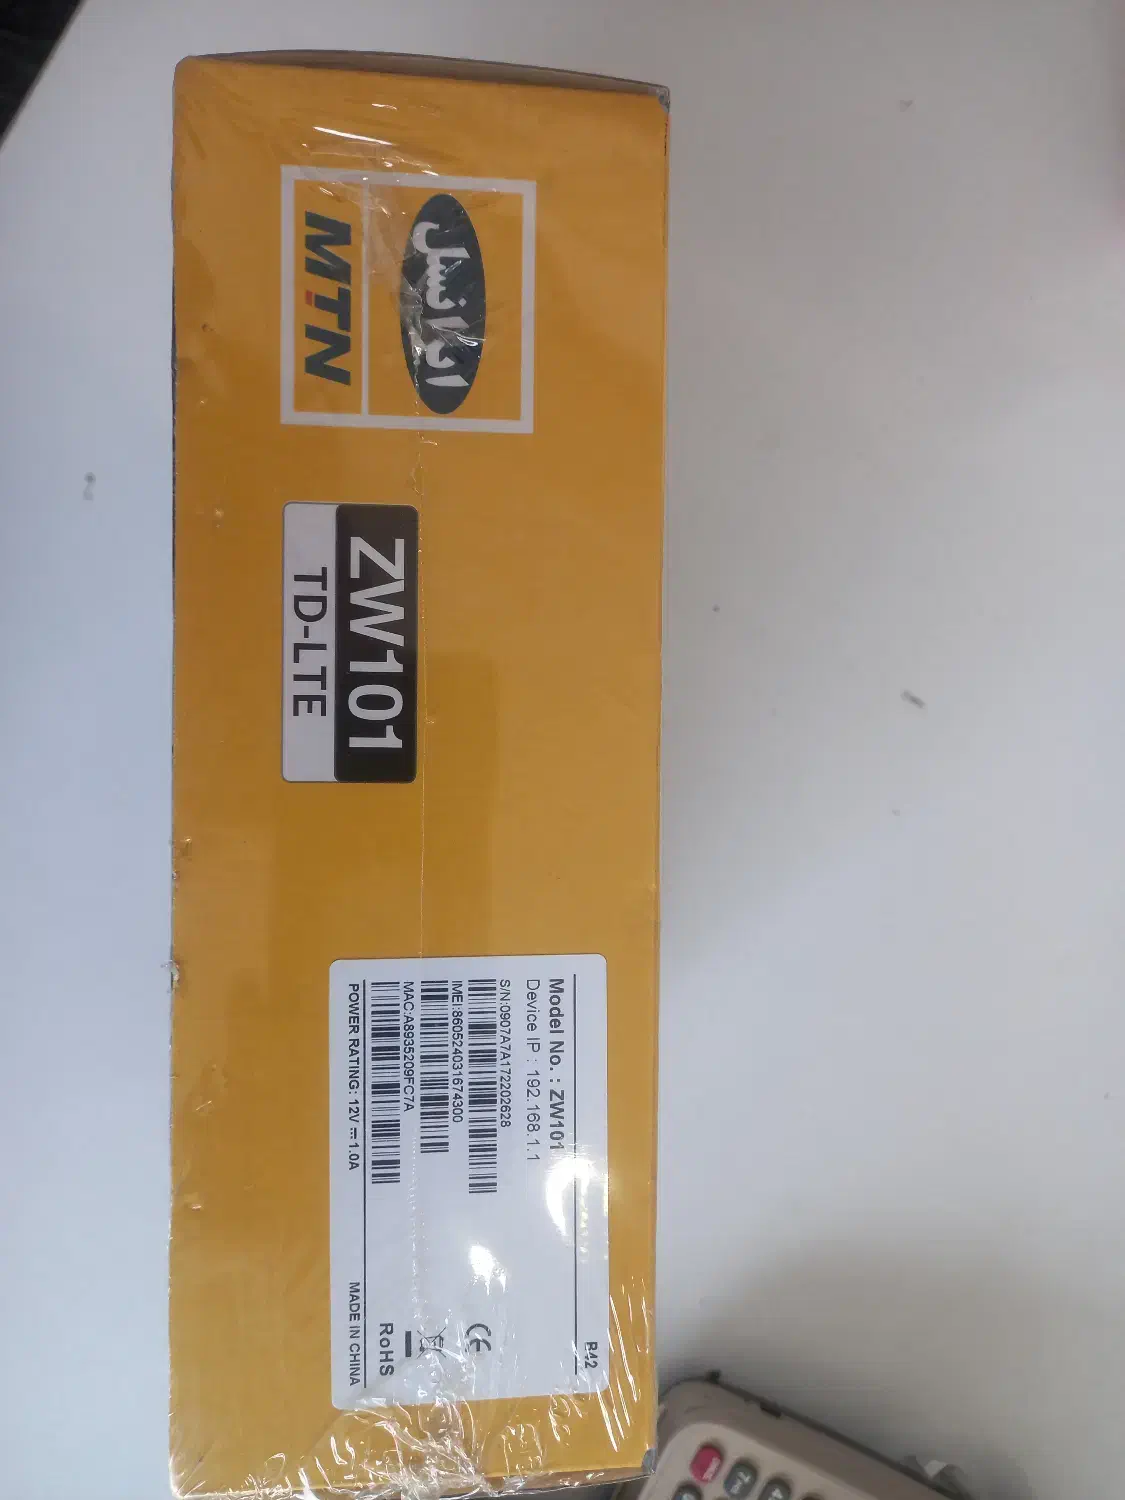 ایرانسل
MTN
ZW101
TD-LTE
B42
Model No. : ZW101
Device IP : 192.168.1.1
S/N:0907A7A172202628
IMEI:860524031674300
MAC:A8935209FC7A
CE
RoHS
POWER RATING: 12V ⎓ 1.0A MADE IN CHINA